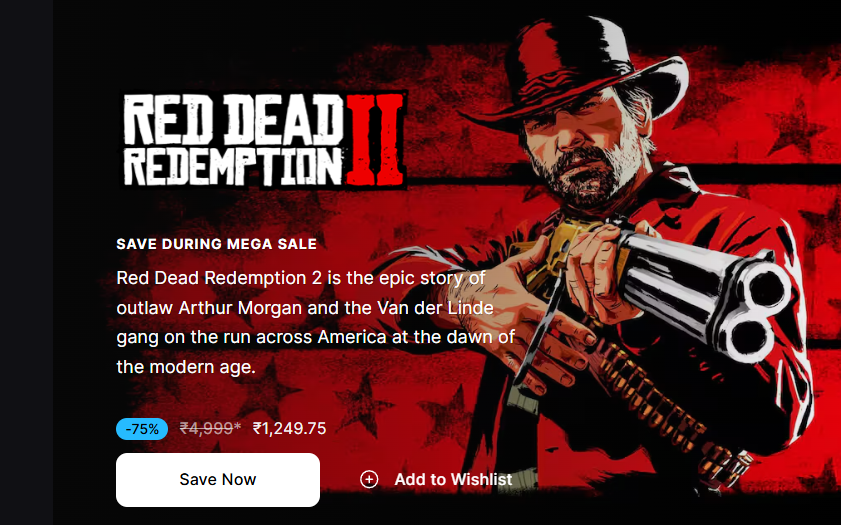 RED DEAD
REDEMPTION II
SAVE DURING MEGA SALE
Red Dead Redemption 2 is the epic story of
outlaw Arthur Morgan and the Van der Linde
gang on the run across America at the dawn of
the modern age.
-75% ₹4,999* ₹1,249.75
Save Now
Add to Wishlist